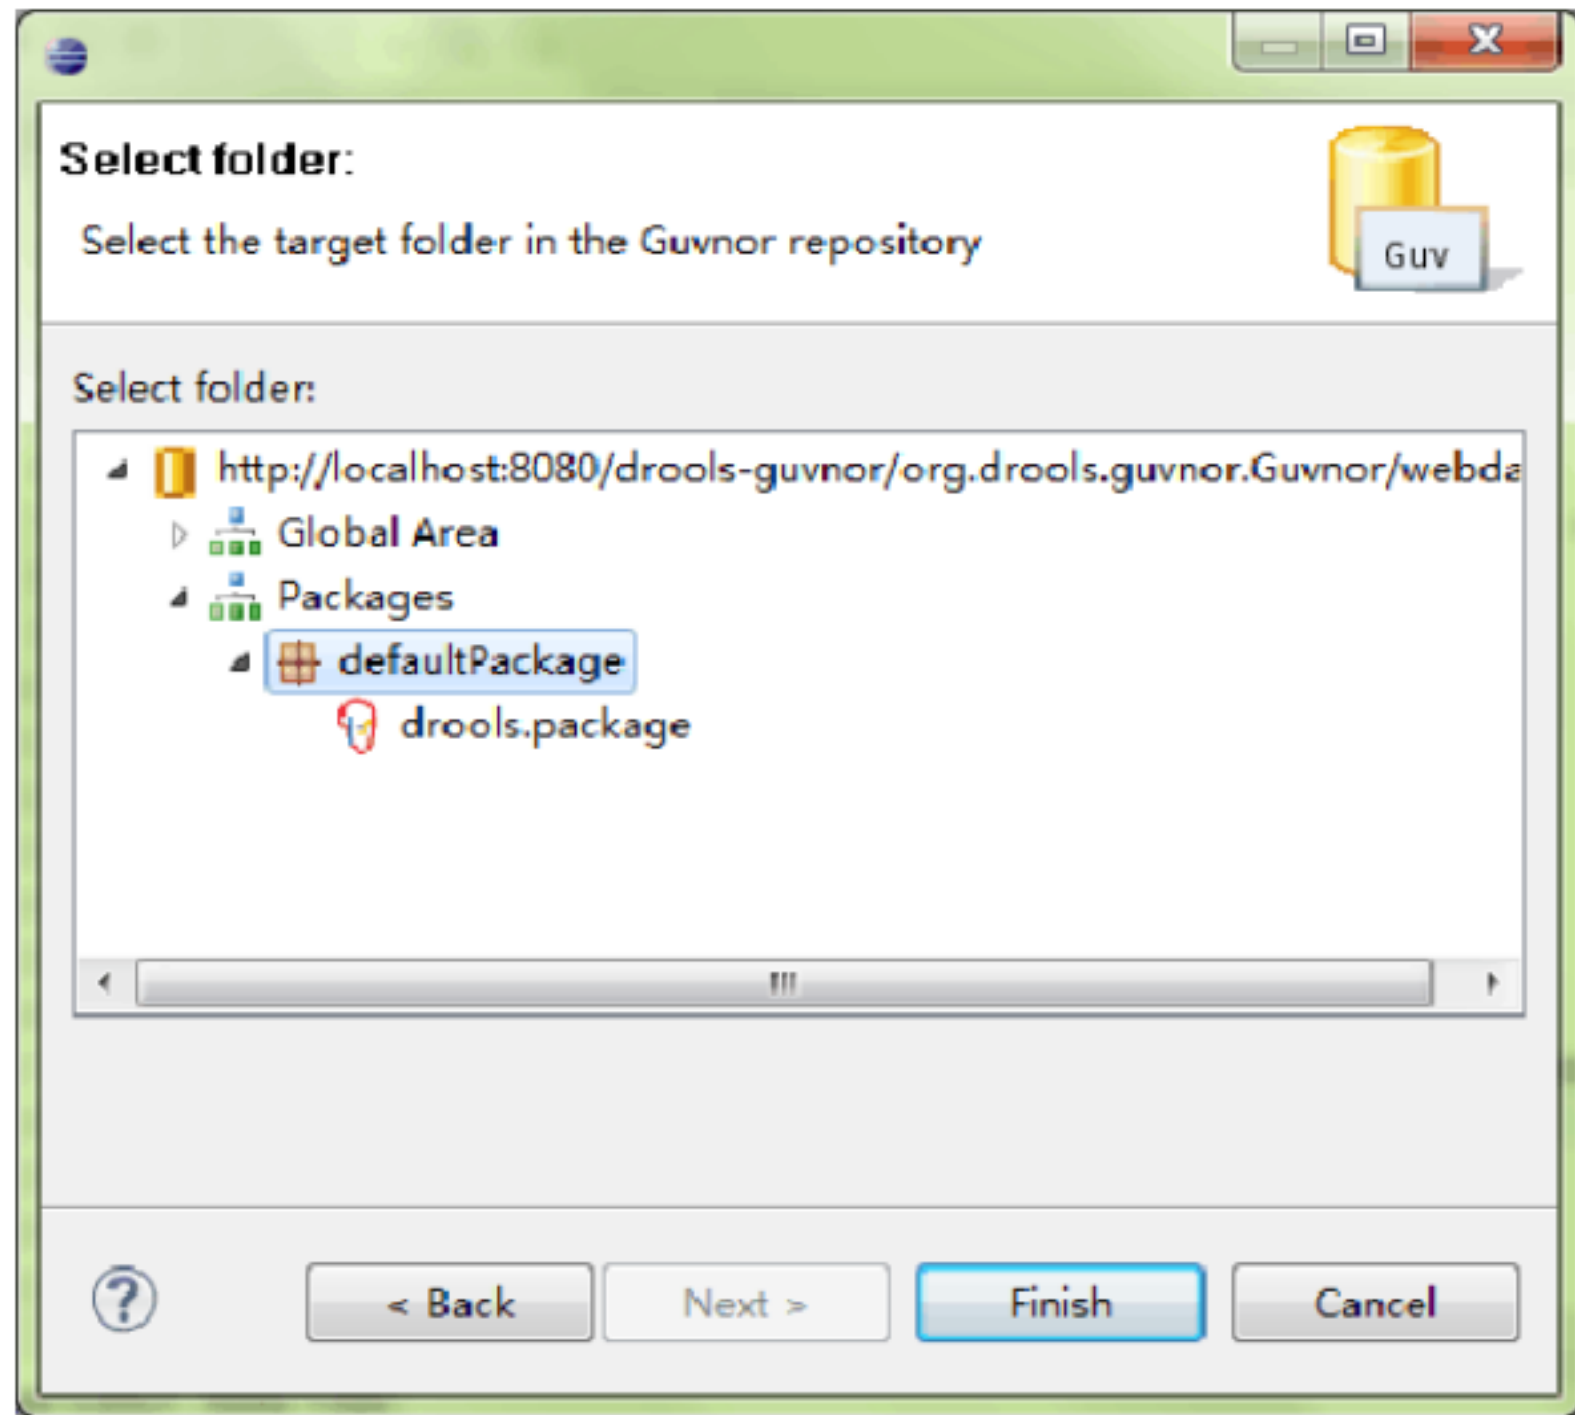 Select folder:
Select the target folder in the Guvnor repository
Guv
Select folder:
http://localhost:8080/drools-guvnor/org.drools.guvnor.Guvnor/webda
Global Area
Packages
defaultPackage
drools.package
< Back
Next >
Finish
Cancel